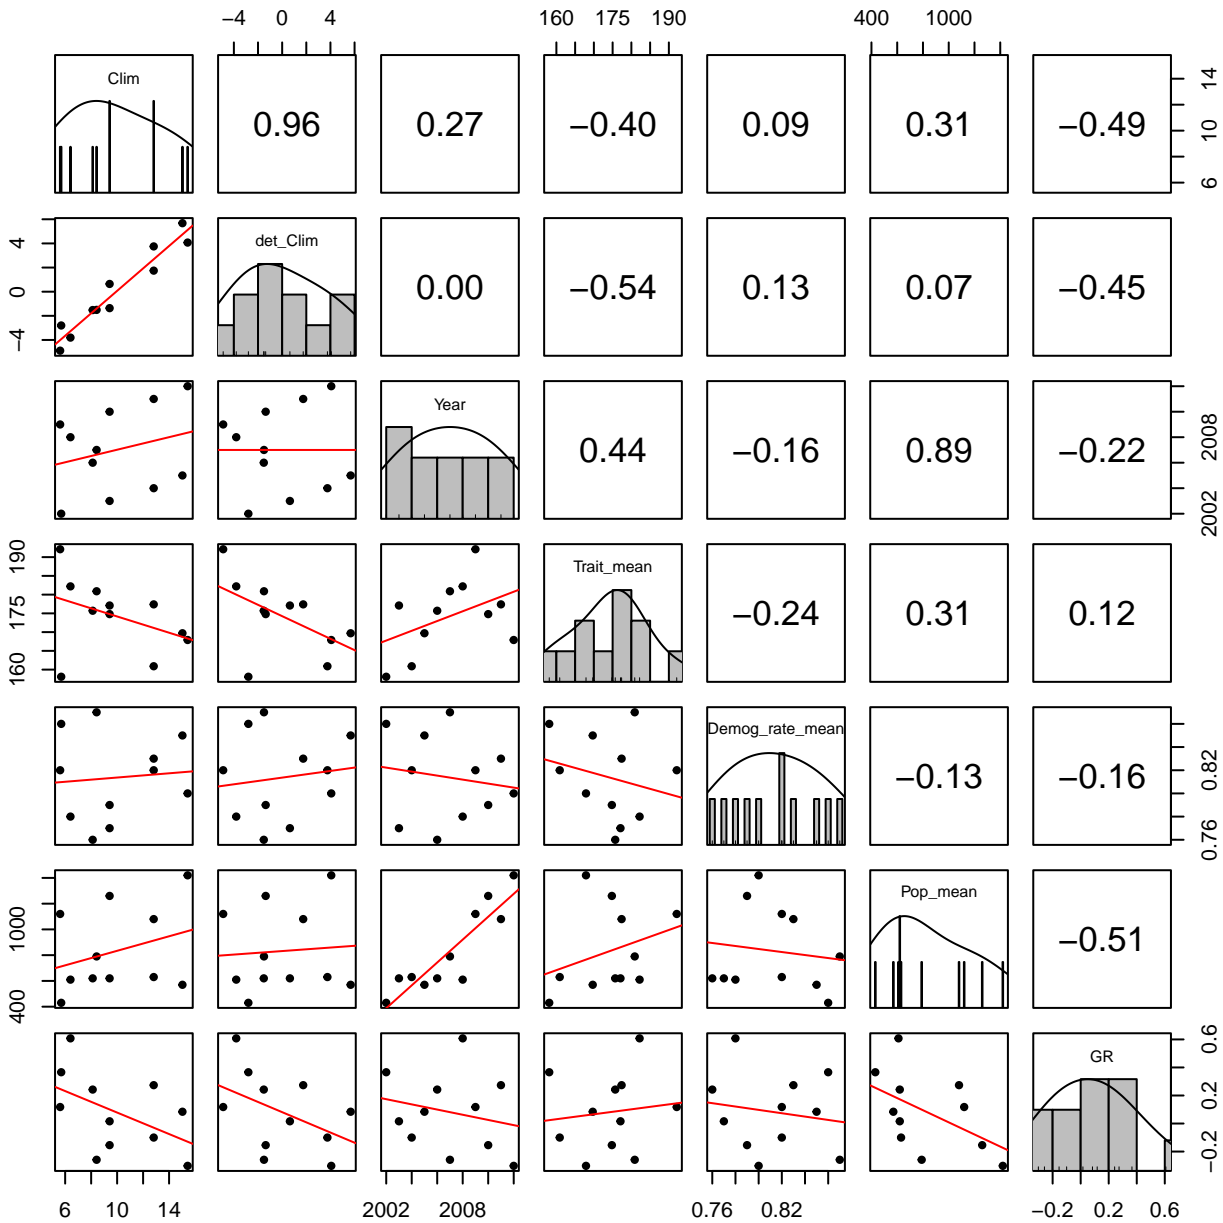 −4 0 4 160 175 190 400 1000
Clim 0.96 0.27 −0.40 0.09 0.31 −0.49 6 10 14
−4 0 4 det_Clim 0.00 −0.54 0.13 0.07 −0.45
Year 0.44 −0.16 0.89 −0.22 2002 2008
160 175 190 Trait_mean −0.24 0.31 0.12
Demog_rate_mean −0.13 −0.16 0.76 0.82
400 1000 Pop_mean −0.51
GR −0.2 0.2 0.6
6 10 14 2002 2008 0.76 0.82 −0.2 0.2 0.6